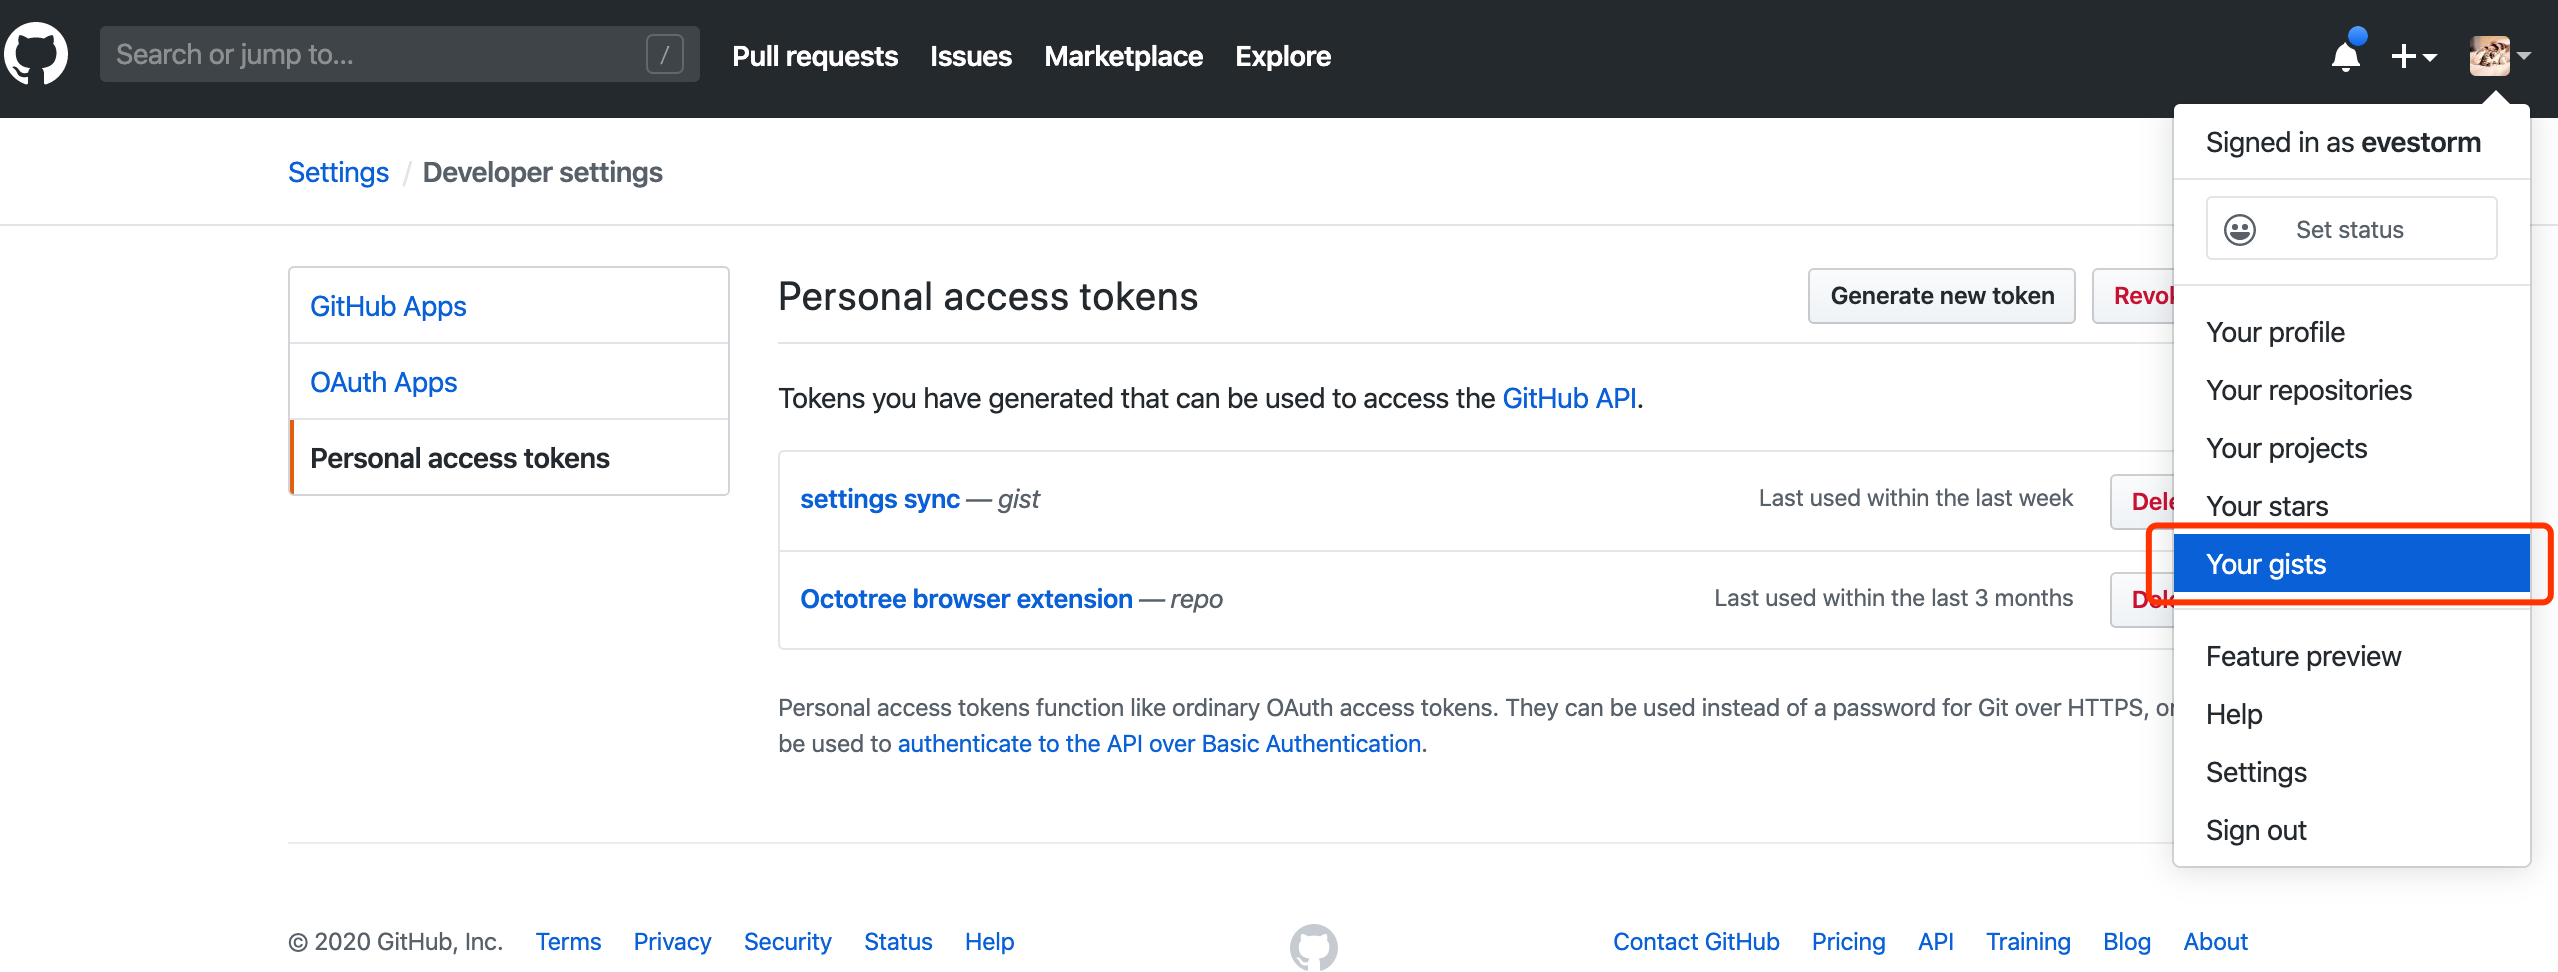 Search or jump to... /
Pull requests Issues Marketplace Explore
Signed in as evestorm
Settings / Developer settings
Set status
GitHub Apps
OAuth Apps
Personal access tokens
Personal access tokens
Generate new token
Revok
Tokens you have generated that can be used to access the GitHub API.
settings sync — gist
Last used within the last week
Dele
Octotree browser extension — repo
Last used within the last 3 months
Dele
Personal access tokens function like ordinary OAuth access tokens. They can be used instead of a password for Git over HTTPS, or
be used to authenticate to the API over Basic Authentication.
Your profile
Your repositories
Your projects
Your stars
Your gists
Feature preview
Help
Settings
Sign out
© 2020 GitHub, Inc. Terms Privacy Security Status Help
Contact GitHub Pricing API Training Blog About